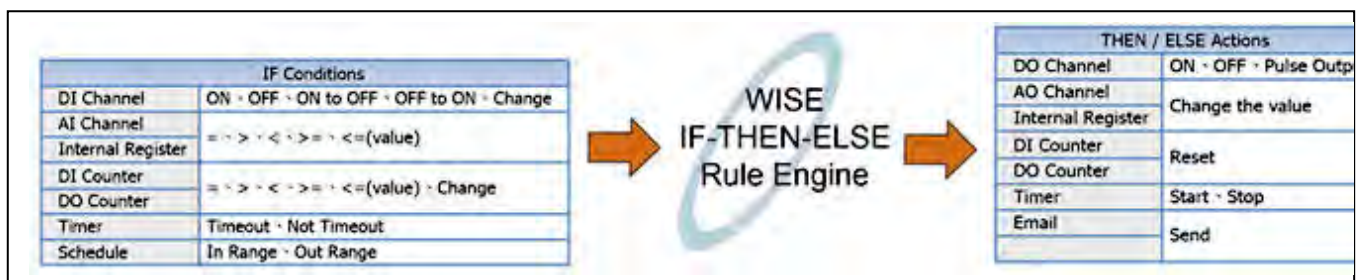 IF Conditions
DI Channel ON、OFF、ON to OFF、OFF to ON、Change
AI Channel
Internal Register
=、>、<、>=、<=(value)
DI Counter
DO Counter
=、>、<、>=、<=(value)、Change
Timer Timeout、Not Timeout
Schedule In Range、Out Range
WISE
IF-THEN-ELSE
Rule Engine
THEN / ELSE Actions
DO Channel ON、OFF、Pulse Outp
AO Channel
Internal Register
Change the value
DI Counter
DO Counter
Reset
Timer Start、Stop
Email
Send